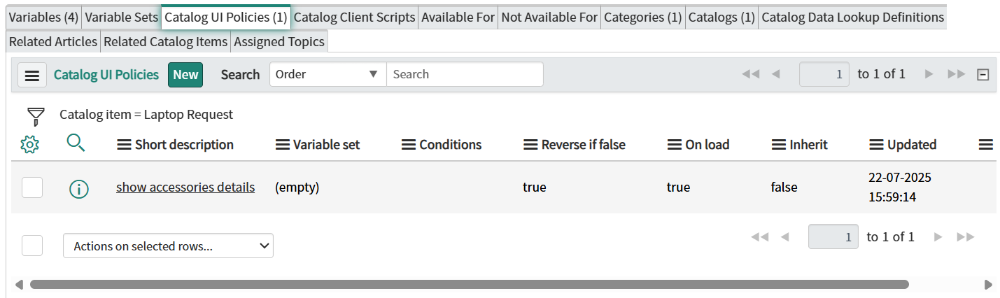 Variables (4) Variable Sets Catalog UI Policies (1) Catalog Client Scripts Available For Not Available For Categories (1) Catalogs (1) Catalog Data Lookup Definitions
Related Articles Related Catalog Items Assigned Topics
Catalog UI Policies New Search Order Search 1 to 1 of 1
Catalog item = Laptop Request
Short description Variable set Conditions Reverse if false On load Inherit Updated
show accessories details (empty) true true false 22-07-2025
15:59:14
Actions on selected rows... 1 to 1 of 1